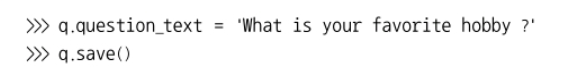 >>> q.question_text = 'What is your favorite hobby ?'
>>> q.save()